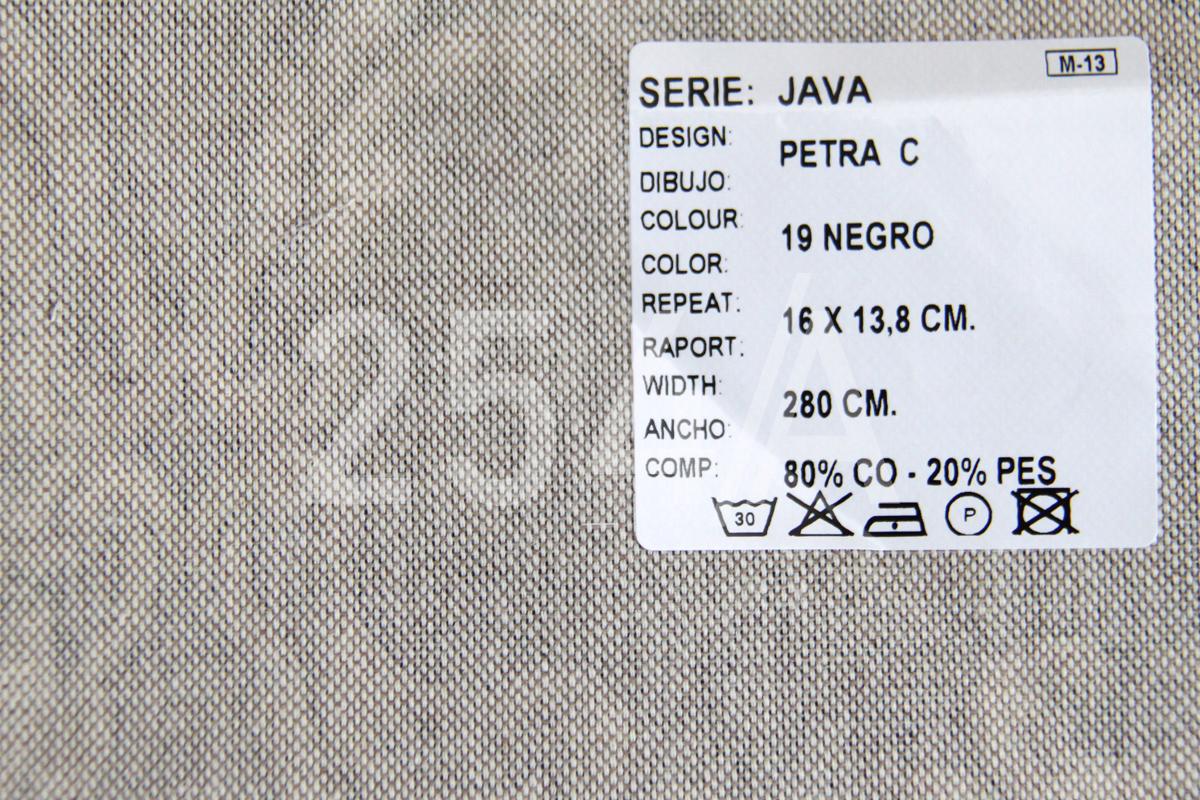 M-13
SERIE: JAVA
DESIGN:
PETRA C
DIBUJO:
COLOUR:
19 NEGRO
COLOR:
REPEAT:
16 X 13,8 CM.
RAPORT:
WIDTH:
280 CM.
ANCHO:
COMP: 80% CO - 20% PES
30 P